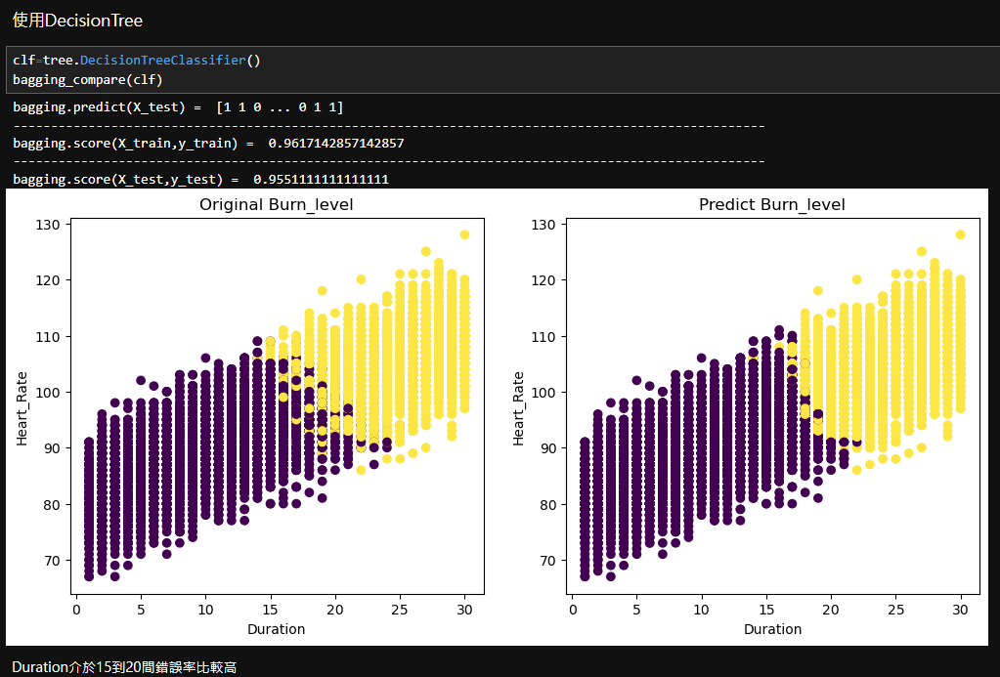 使用DecisionTree
clf=tree.DecisionTreeClassifier()
bagging_compare(clf)
bagging.predict(X_test) =  [1 1 0 ... 0 1 1]
--------------------------------------------------------------------------------------
bagging.score(X_train,y_train) =  0.9617142857142857
--------------------------------------------------------------------------------------
bagging.score(X_test,y_test) =  0.9551111111111111
Original Burn_level
130
120
110
100
90
80
70
Heart_Rate
0 5 10 15 20 25 30
Duration
Predict Burn_level
130
120
110
100
90
80
70
Heart_Rate
0 5 10 15 20 25 30
Duration
Duration介於15到20間錯誤率比較高